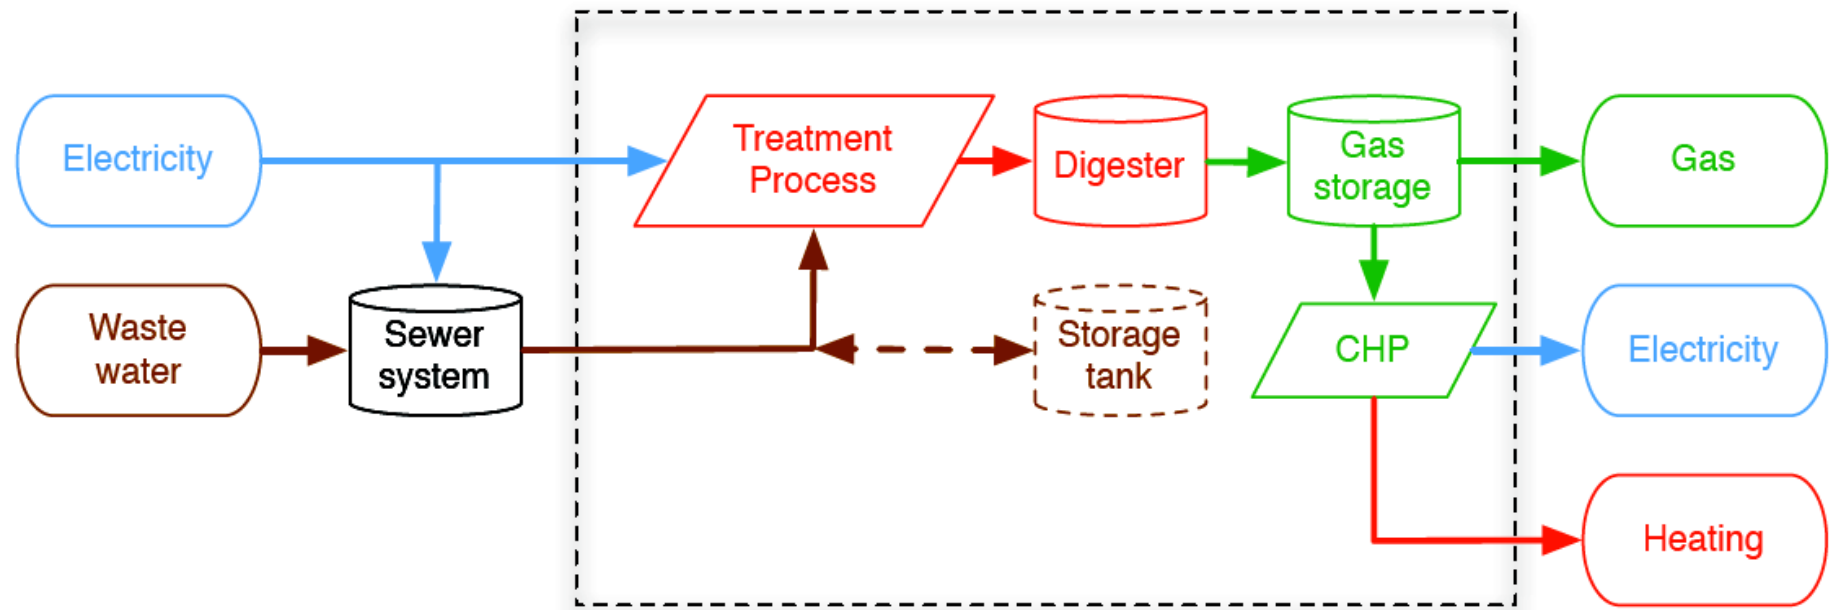 Electricity
Treatment
Process
Digester
Gas
storage
Gas
Waste
water
Sewer
system
Storage
tank
CHP
Electricity
Heating